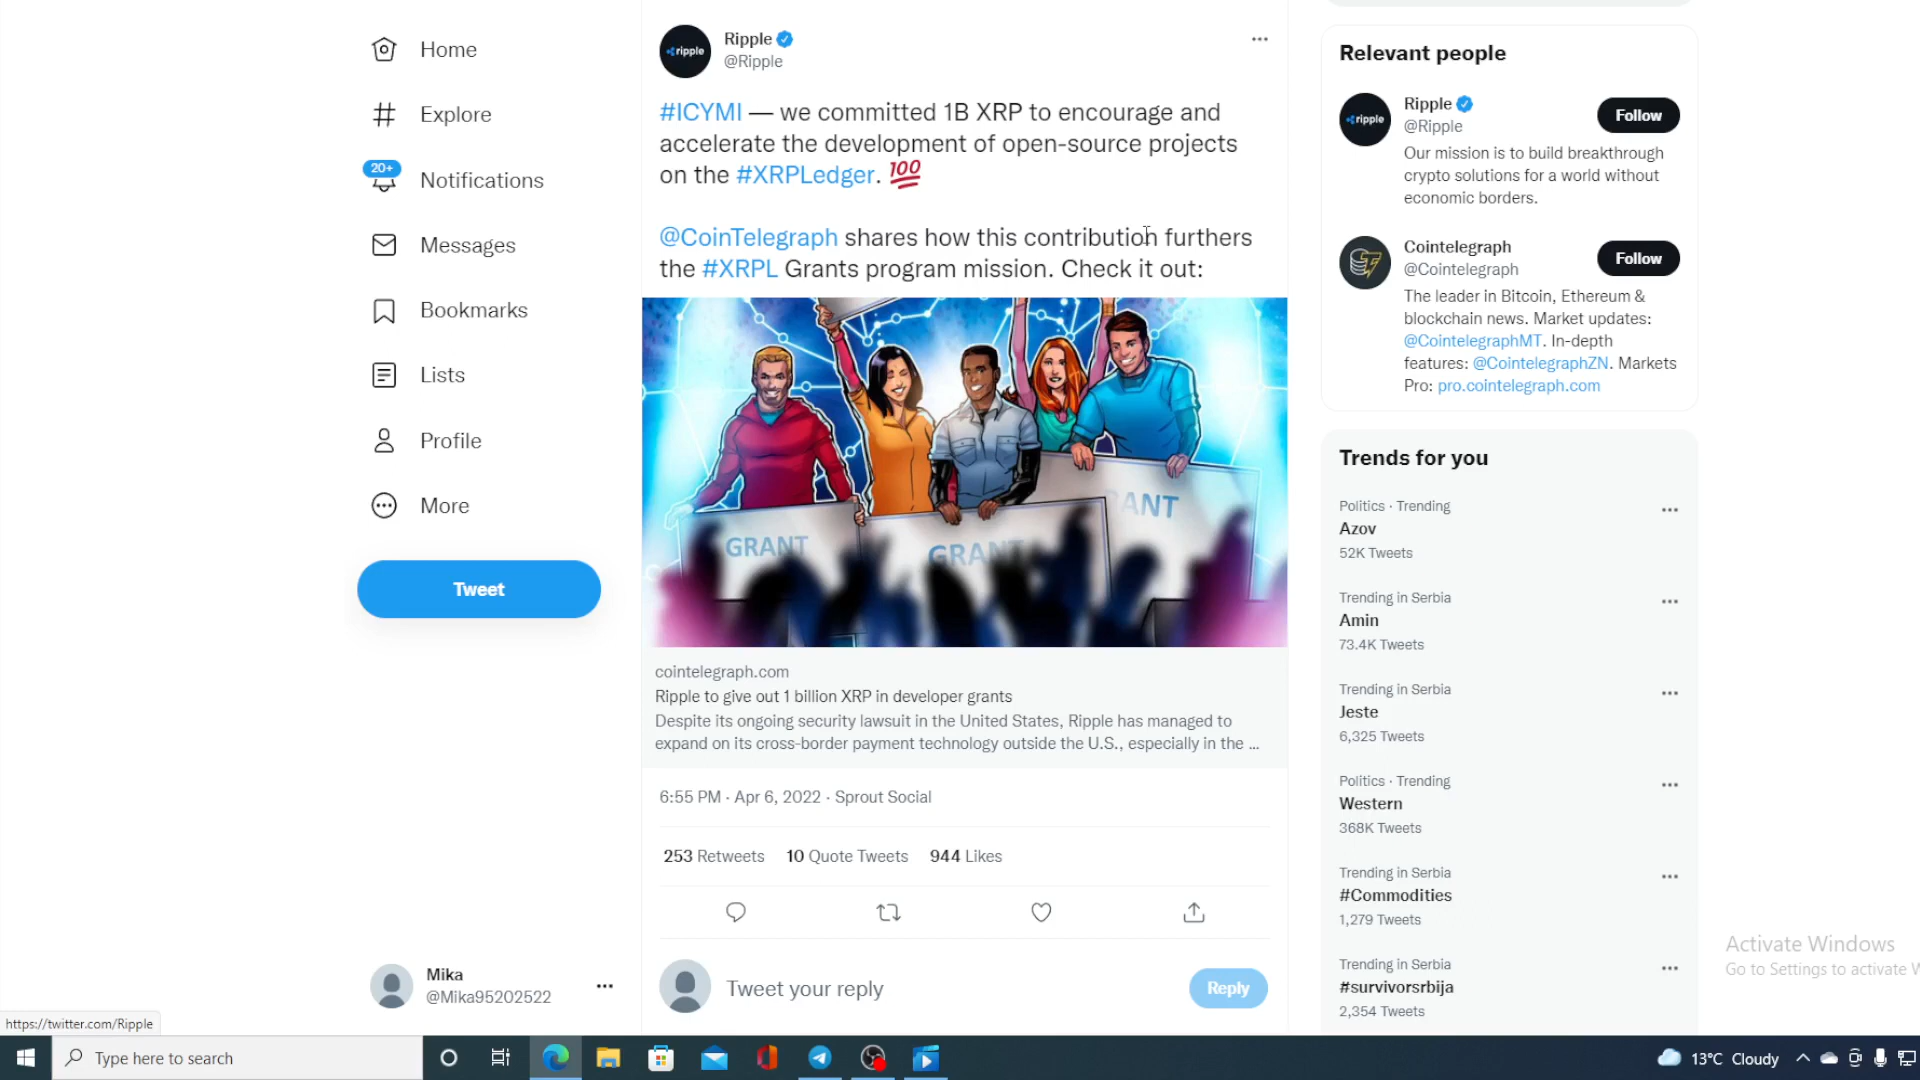 Home
Explore
20+
Notifications
Messages
Bookmarks
Lists
Profile
More
Tweet
Mika
@Mika95202522
https://twitter.com/Ripple
ripple
Ripple
@Ripple
#ICYMI — we committed 1B XRP to encourage and
accelerate the development of open-source projects
on the #XRPLedger. 💯
@CoinTelegraph shares how this contribution furthers
the #XRPL Grants program mission. Check it out:
GRANT
GRANT
ANT
cointelegraph.com
Ripple to give out 1 billion XRP in developer grants
Despite its ongoing security lawsuit in the United States, Ripple has managed to
expand on its cross-border payment technology outside the U.S., especially in the ...
6:55 PM · Apr 6, 2022 · Sprout Social
253 Retweets 10 Quote Tweets 944 Likes
Tweet your reply
Reply
Relevant people
ripple
Ripple
@Ripple
Follow
Our mission is to build breakthrough
crypto solutions for a world without
economic borders.
Cointelegraph
@Cointelegraph
Follow
The leader in Bitcoin, Ethereum &
blockchain news. Market updates:
@CointelegraphMT. In-depth
features: @CointelegraphZN. Markets
Pro: pro.cointelegraph.com
Trends for you
Politics · Trending
Azov
52K Tweets
Trending in Serbia
Amin
73.4K Tweets
Trending in Serbia
Jeste
6,325 Tweets
Politics · Trending
Western
368K Tweets
Trending in Serbia
#Commodities
1,279 Tweets
Trending in Serbia
#survivorsrbija
2,354 Tweets
Activate Windows
Go to Settings to activate W
Type here to search
13°C Cloudy